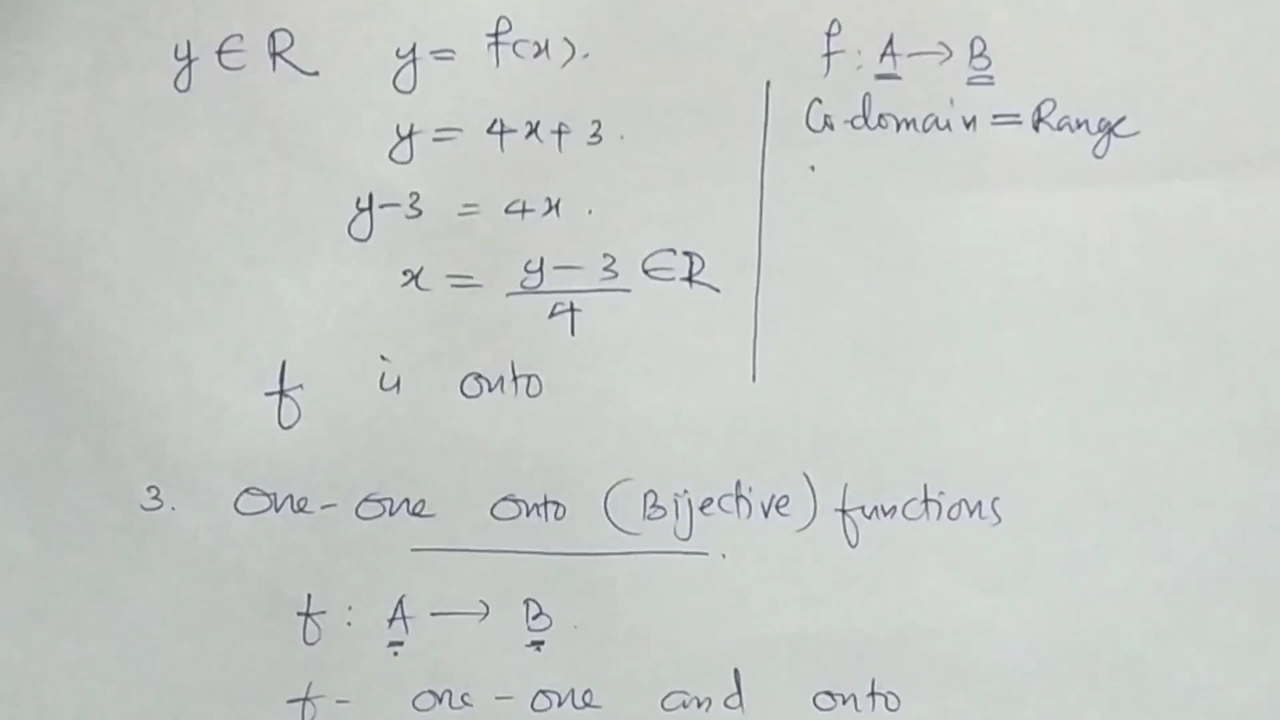 y ∈ R y = f(x).
y = 4x + 3.
y - 3 = 4x.
x = (y - 3)/4 ∈ R
f is onto
f : A → B
Co-domain = Range
3. One-one onto (Bijective) functions
f : A → B
f - one-one and onto